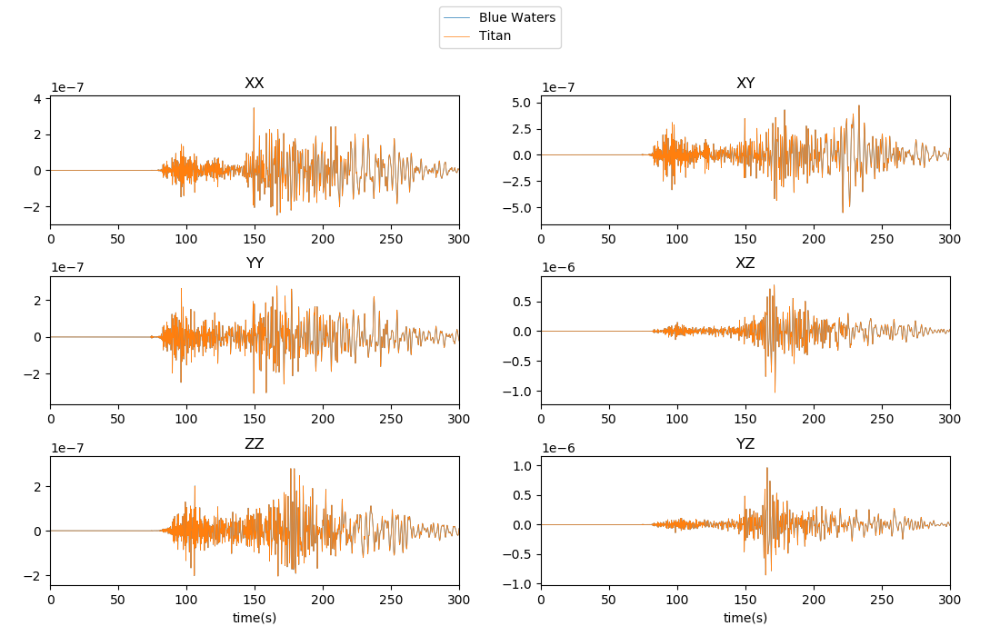 Blue Waters
Titan
XX
1e−7
4
2
0
−2
0 50 100 150 200 250 300
XY
1e−7
5.0
2.5
0.0
−2.5
−5.0
0 50 100 150 200 250 300
YY
1e−7
2
0
−2
0 50 100 150 200 250 300
XZ
1e−6
0.5
0.0
−0.5
−1.0
0 50 100 150 200 250 300
ZZ
1e−7
2
0
−2
0 50 100 150 200 250 300
time(s)
YZ
1e−6
1.0
0.5
0.0
−0.5
−1.0
0 50 100 150 200 250 300
time(s)